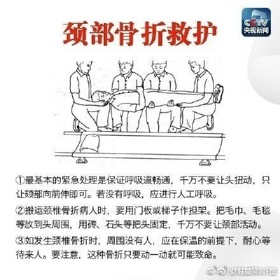 CCTV
央视新闻
颈部骨折救护
①最基本的紧急处理是保证呼吸道畅通，千万不要让头扭动，只
让颈部向前伸即可。若没有呼吸，应进行人工呼吸。
②搬运颈椎骨折病人时，要用门板或梯子作担架。把毛巾、毛毯
等放到头周围，用砖、石头等把头固定，千万不要让颈部活动。
③如发生颈椎骨折时，周围没有人，应在保温的前提下、耐心等
待来人。要注意，这种骨折只要动一动就可能致命。